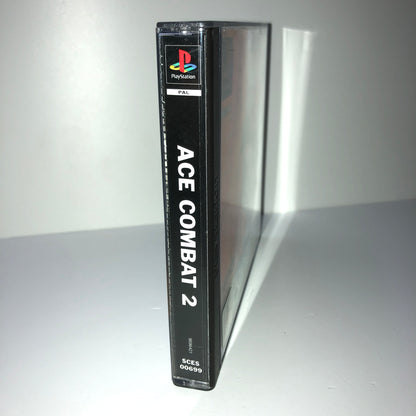 PlayStation
PAL
ACE COMBAT 2
SCES
00699